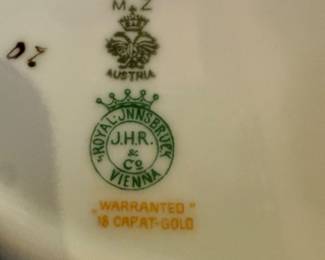 M Z
AUSTRIA
"ROYAL-INNSBRUCK
J.H.R.
&
Co
VIENNA
„WARRANTED"
18 CARAT-GOLD